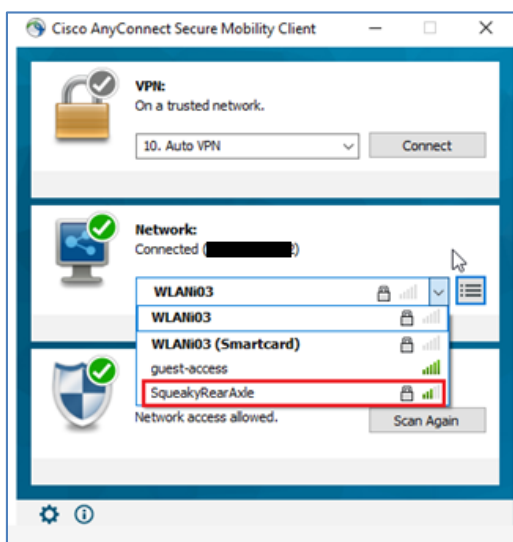 Cisco AnyConnect Secure Mobility Client
VPN:
On a trusted network.
10. Auto VPN
Connect
Network:
Connected ( 2)
WLANi03
WLANi03
WLANi03 (Smartcard)
guest-access
SqueakyRearAxle
Network access allowed.
Scan Again